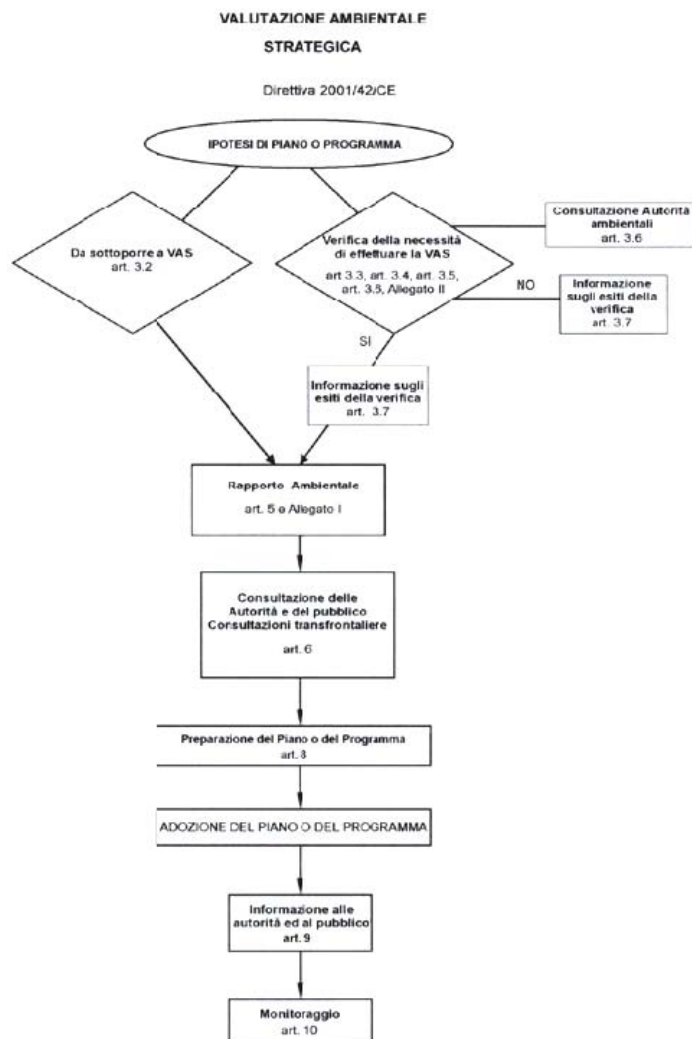 VALUTAZIONE AMBIENTALE
STRATEGICA
Direttiva 2001/42/CE
IPOTESI DI PIANO O PROGRAMMA
Da sottoporre a VAS
art. 3.2
Verifica della necessità
di effettuare la VAS
art 3.3, art. 3.4, art. 3.5,
art. 3.6, Allegato II
Consultazione Autorità
ambientali
art. 3.6
NO
Informazione
sugli esiti della
verifica
art. 3.7
SI
Informazione sugli
esiti della verifica
art. 3.7
Rapporto Ambientale
art. 5 e Allegato I
Consultazione delle
Autorità e del pubblico
Consultazioni transfrontaliere
art. 6
Preparazione del Piano o del Programma
art. 8
ADOZIONE DEL PIANO O DEL PROGRAMMA
Informazione alle
autorità ed al pubblico
art. 9
Monitoraggio
art. 10